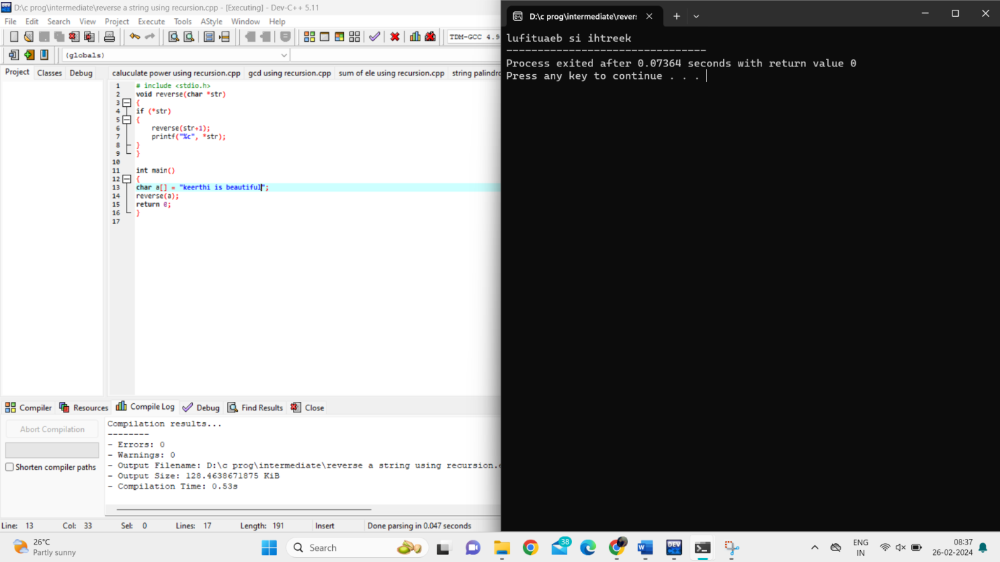 D:\c prog\intermediate\reverse a string using recursion.cpp - [Executing] - Dev-C++ 5.11
File Edit Search View Project Execute Tools AStyle Window Help
TDM-GCC 4.9
(globals)
Project Classes Debug
caluculate power using recursion.cpp gcd using recursion.cpp sum of ele using recursion.cpp string palindro
1 # include <stdio.h>
2 void reverse(char *str)
3 {
4 if (*str)
5 {
6 reverse(str+1);
7 printf("%c", *str);
8 }
9 }
10
11 int main()
12 {
13 char a[] = "keerthi is beautiful";
14 reverse(a);
15 return 0;
16 }
17
Compiler Resources Compile Log Debug Find Results Close
Abort Compilation
Shorten compiler paths
Compilation results...
--------
- Errors: 0
- Warnings: 0
- Output Filename: D:\c prog\intermediate\reverse a string using recursion.e
- Output Size: 128.4638671875 KiB
- Compilation Time: 0.53s
Line: 13 Col: 33 Sel: 0 Lines: 17 Length: 191 Insert Done parsing in 0.047 seconds
D:\c prog\intermediate\revers
lufituaeb si ihtreek
--------------------------------
Process exited after 0.07364 seconds with return value 0
Press any key to continue . . .
26°C
Partly sunny
Search
38
DEV
ENG
IN
08:37
26-02-2024